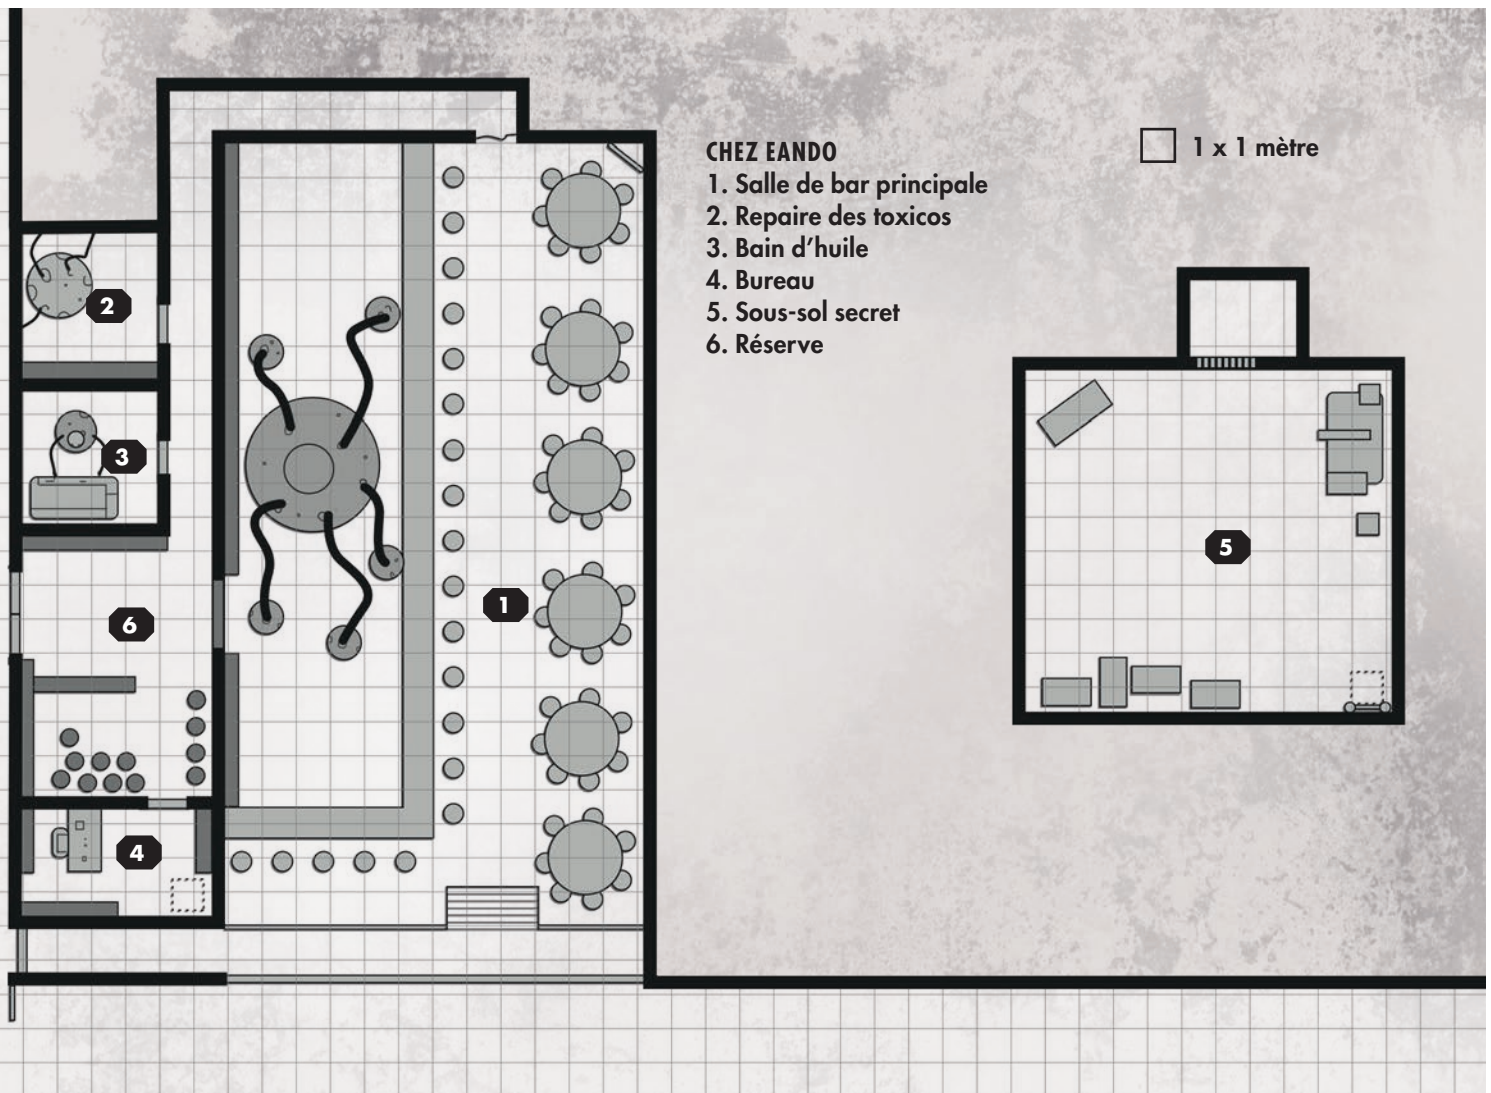 CHEZ EANDO
1. Salle de bar principale
2. Repaire des toxicos
3. Bain d’huile
4. Bureau
5. Sous-sol secret
6. Réserve
1 x 1 mètre
2
3
6
1
4
5